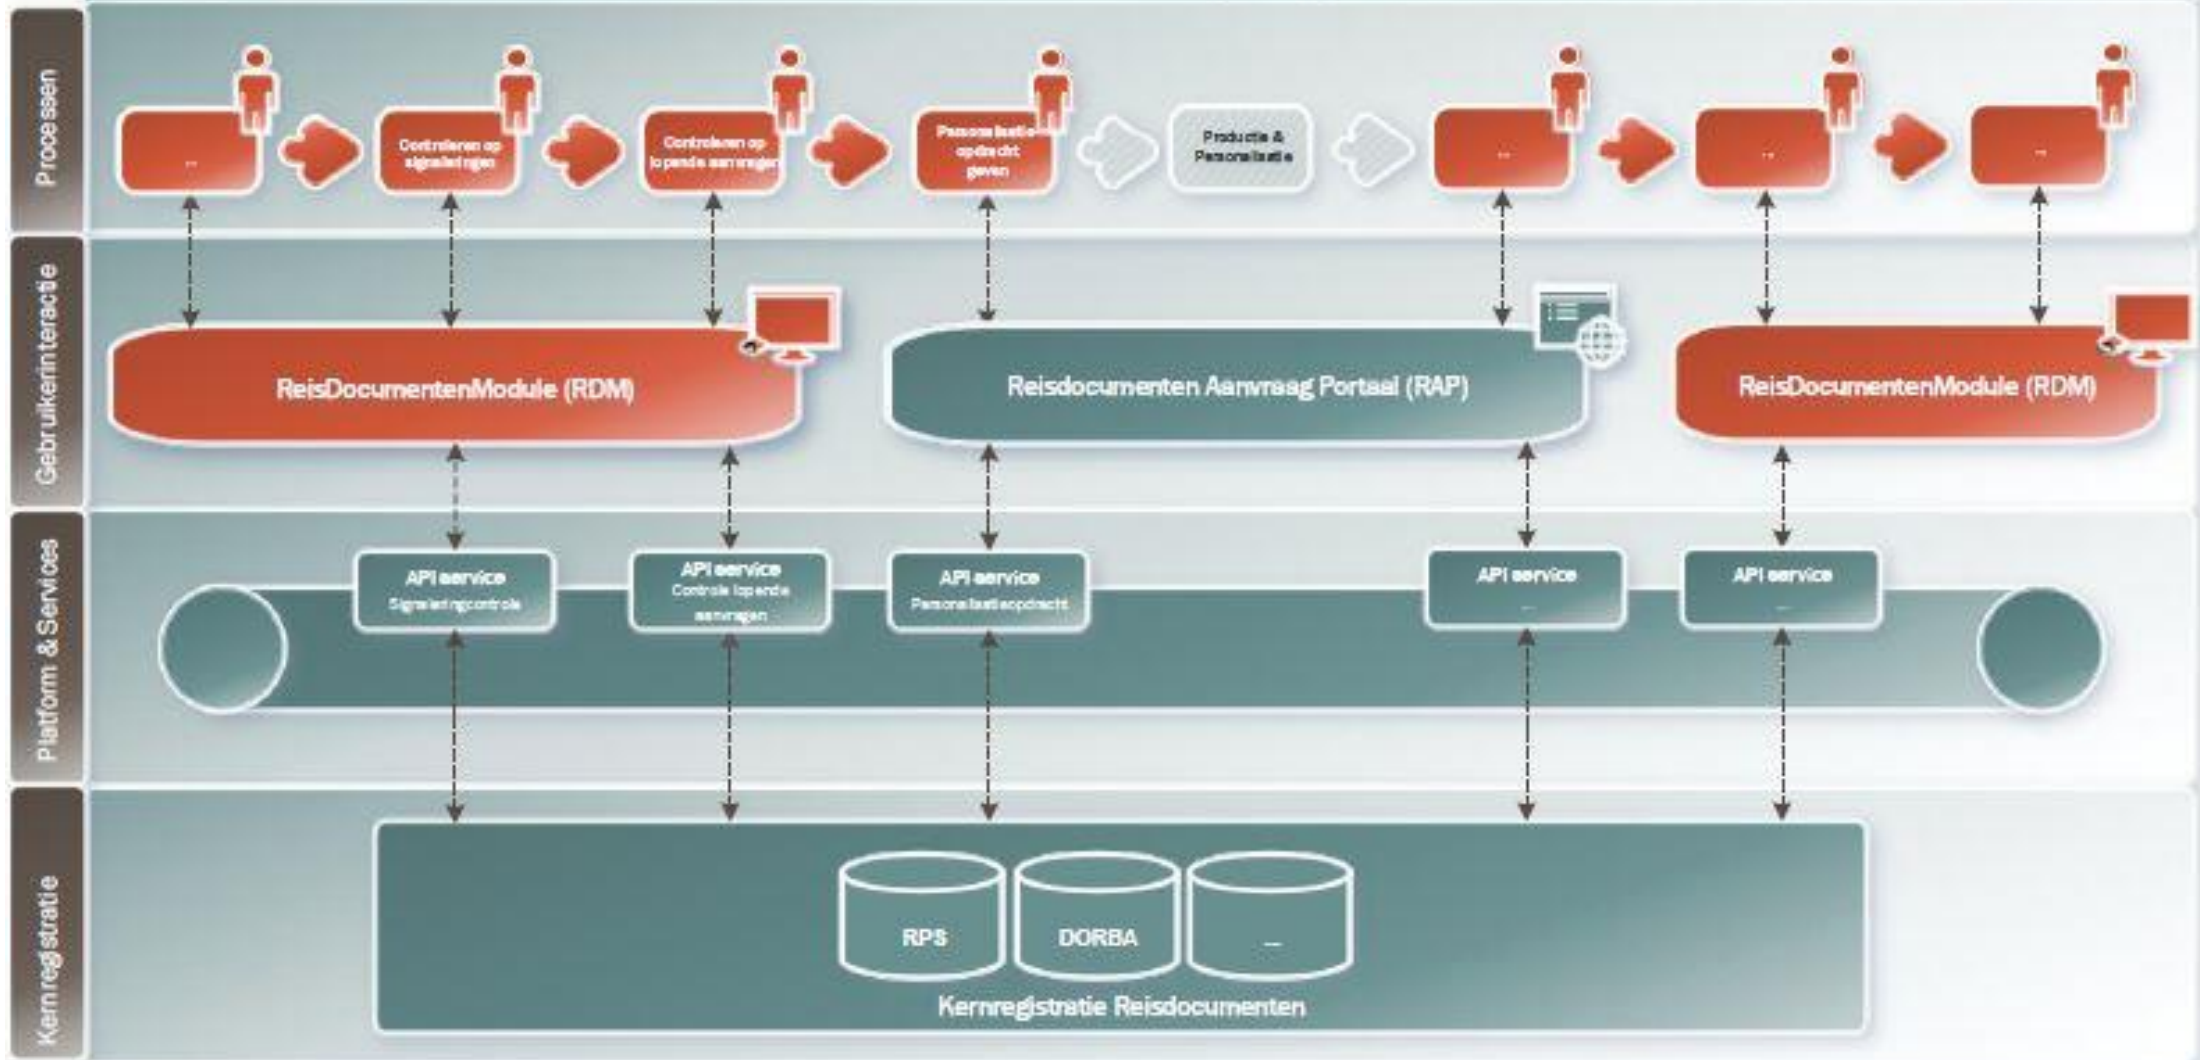 Processen
...
Controleren op
signaleringen
Controleren op
lopende aanvragen
Personalisatie
opdracht
geven
Productie &
Personalisatie
...
...
...
Gebruikerinteractie
ReisDocumentenModule (RDM)
Reisdocumenten Aanvraag Portaal (RAP)
ReisDocumentenModule (RDM)
Platform & Services
API service
Signaleringcontrole
API service
Controle lopende
aanvragen
API service
Personalisatieopdracht
API service
...
API service
...
Kernregistratie
RPS
DORBA
...
Kernregistratie Reisdocumenten